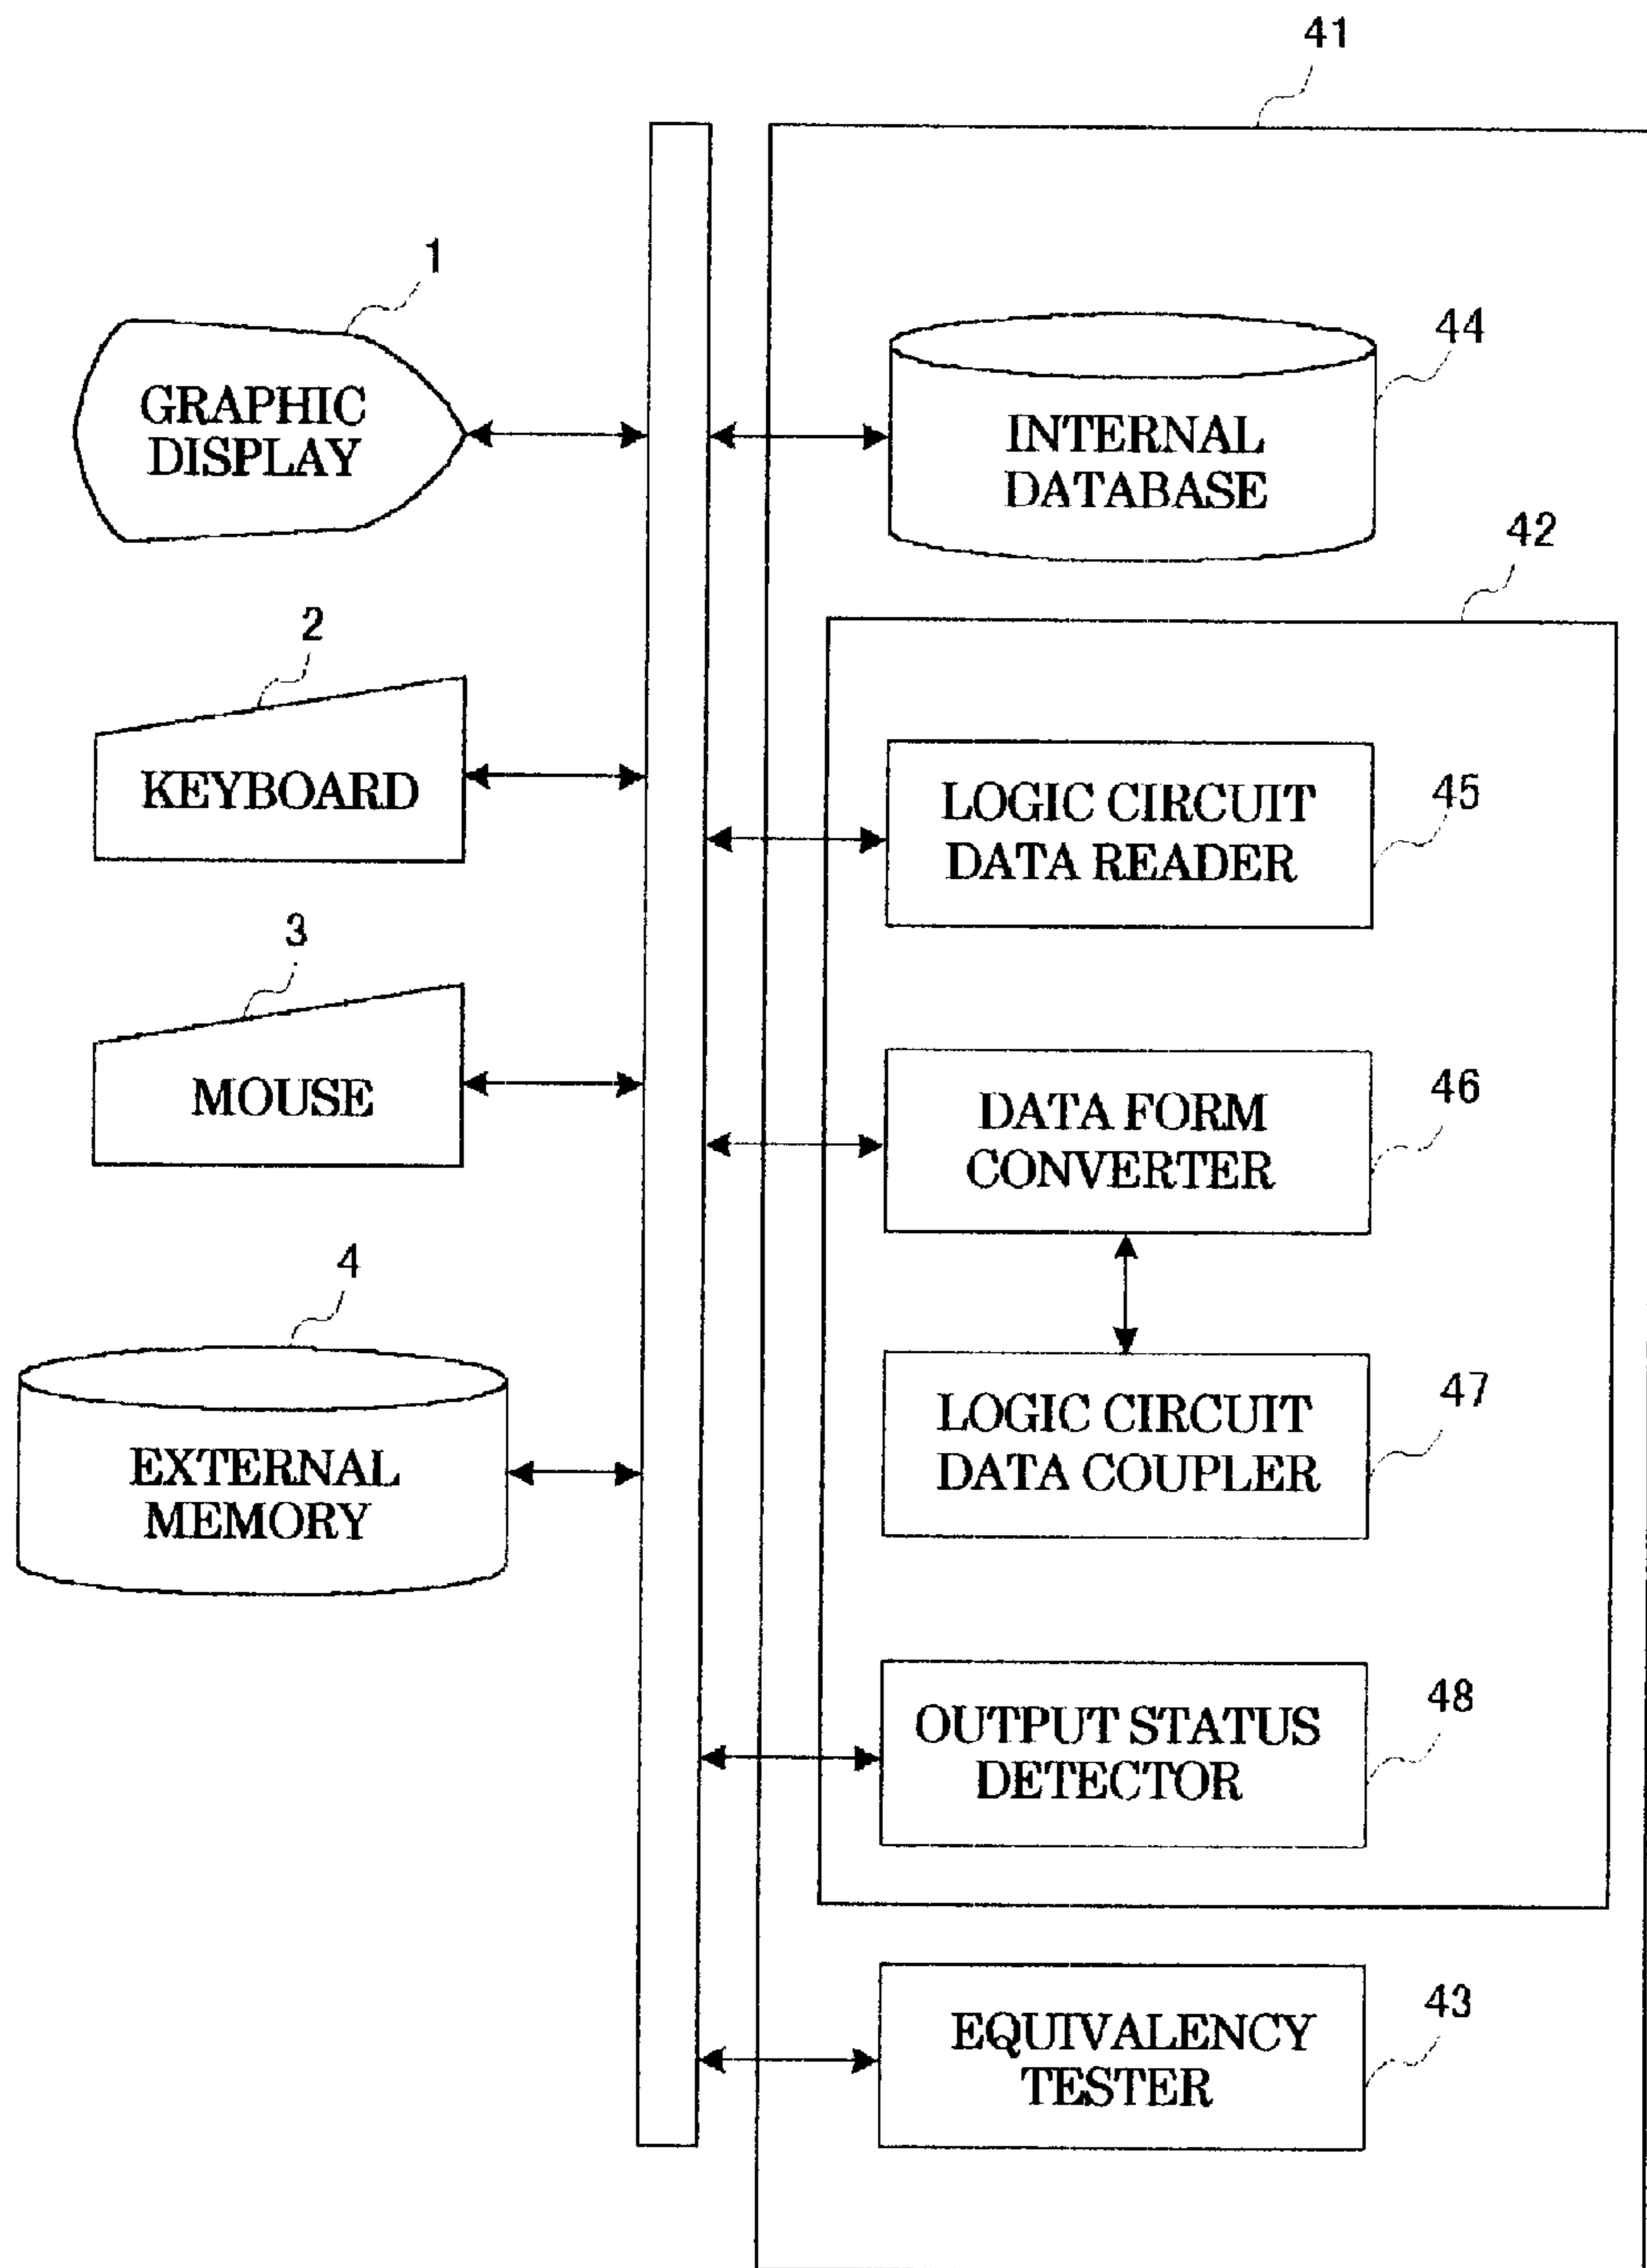 41
1
GRAPHIC
DISPLAY
44
INTERNAL
DATABASE
42
2
KEYBOARD
45
LOGIC CIRCUIT
DATA READER
3
MOUSE
46
DATA FORM
CONVERTER
4
EXTERNAL
MEMORY
47
LOGIC CIRCUIT
DATA COUPLER
48
OUTPUT STATUS
DETECTOR
43
EQUIVALENCY
TESTER